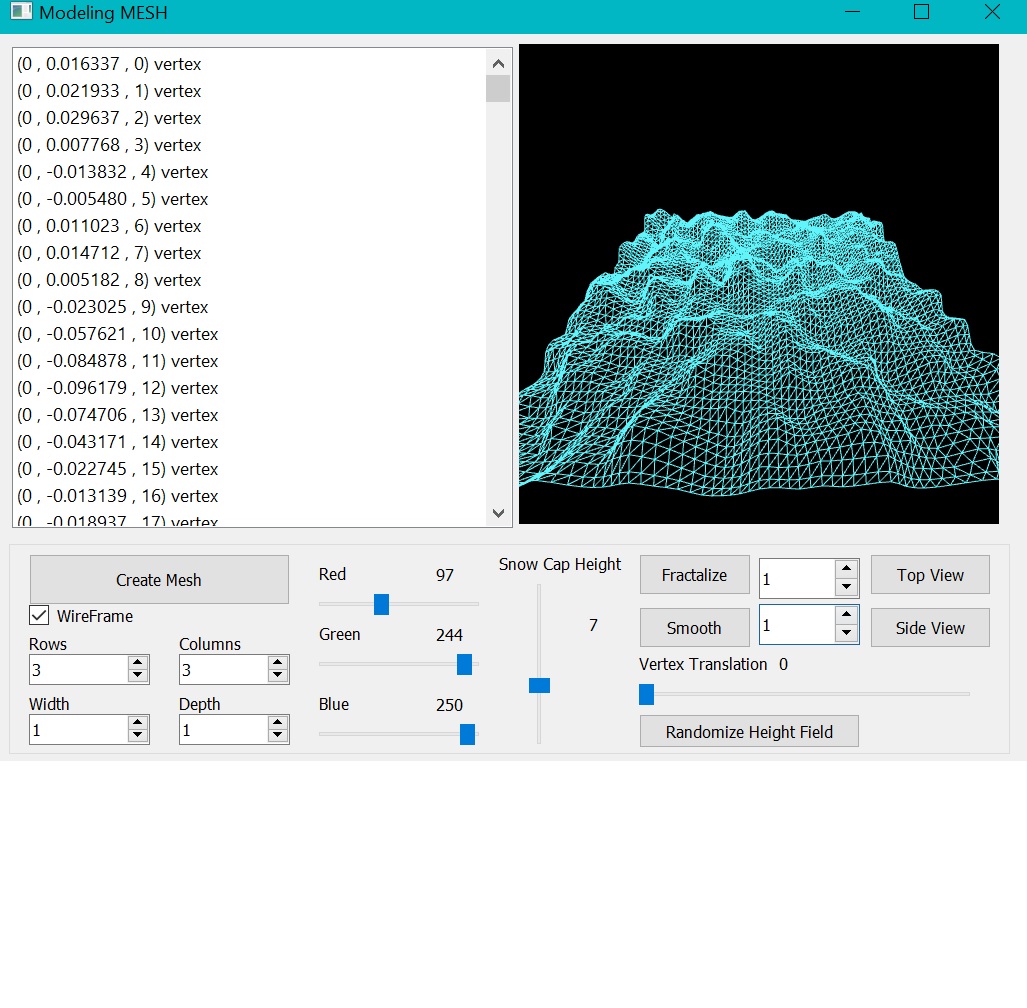 Modeling MESH
(0 , 0.016337 , 0) vertex
(0 , 0.021933 , 1) vertex
(0 , 0.029637 , 2) vertex
(0 , 0.007768 , 3) vertex
(0 , -0.013832 , 4) vertex
(0 , -0.005480 , 5) vertex
(0 , 0.011023 , 6) vertex
(0 , 0.014712 , 7) vertex
(0 , 0.005182 , 8) vertex
(0 , -0.023025 , 9) vertex
(0 , -0.057621 , 10) vertex
(0 , -0.084878 , 11) vertex
(0 , -0.096179 , 12) vertex
(0 , -0.074706 , 13) vertex
(0 , -0.043171 , 14) vertex
(0 , -0.022745 , 15) vertex
(0 , -0.013139 , 16) vertex
(0 , -0.018937 , 17) vertex
Create Mesh
WireFrame
Rows Columns
3 3
Width Depth
1 1
Red 97
Green 244
Blue 250
Snow Cap Height
7
Fractalize 1 Top View
Smooth 1 Side View
Vertex Translation 0
Randomize Height Field